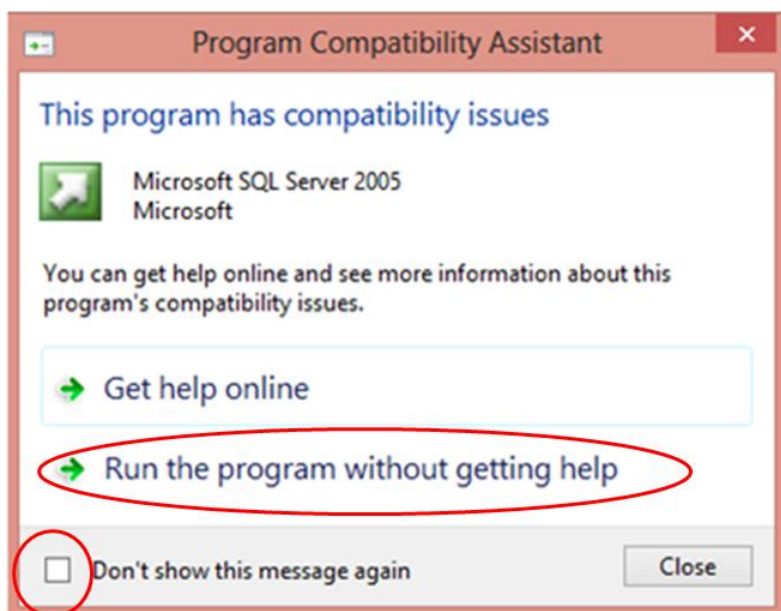 Program Compatibility Assistant
This program has compatibility issues
Microsoft SQL Server 2005
Microsoft
You can get help online and see more information about this
program's compatibility issues.
Get help online
Run the program without getting help
Don't show this message again
Close